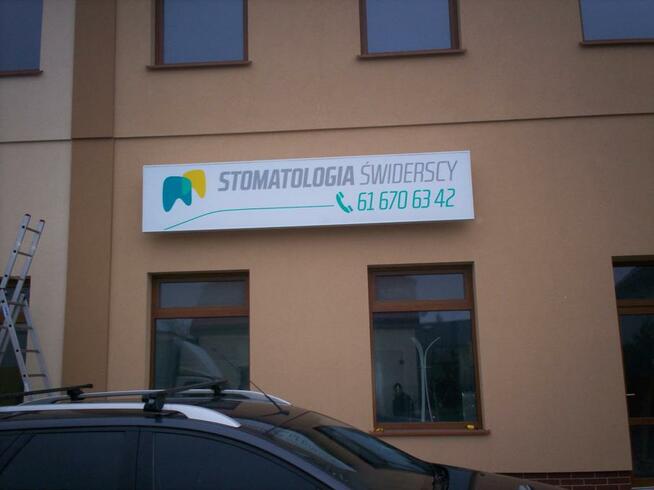 STOMATOLOGIA ŚWIDERSCY
61 670 63 42